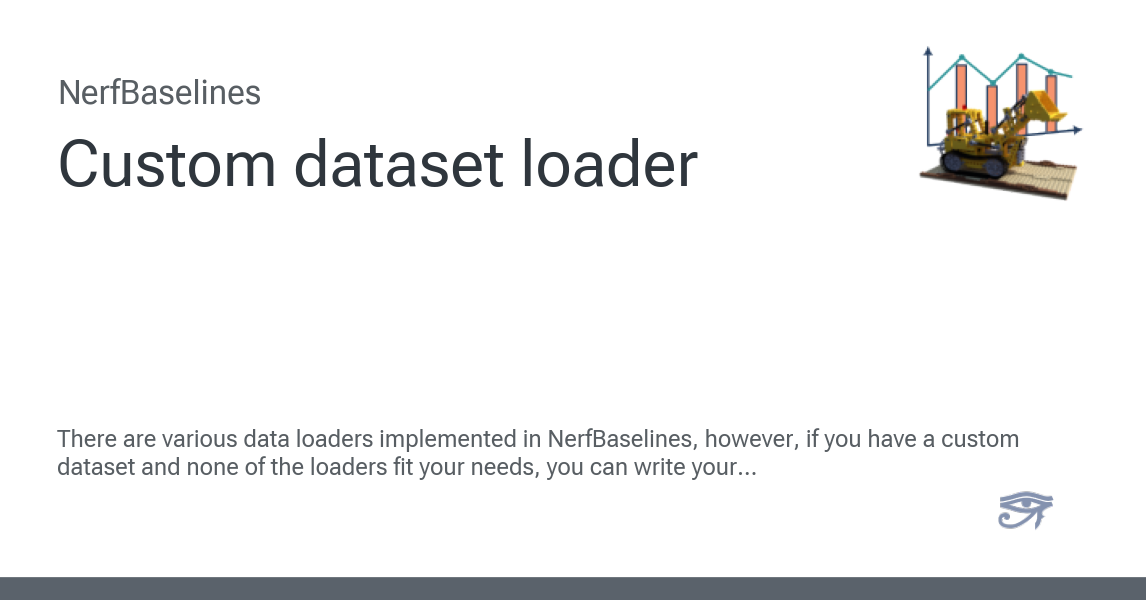 NerfBaselines
Custom dataset loader
There are various data loaders implemented in NerfBaselines, however, if you have a custom
dataset and none of the loaders fit your needs, you can write your...